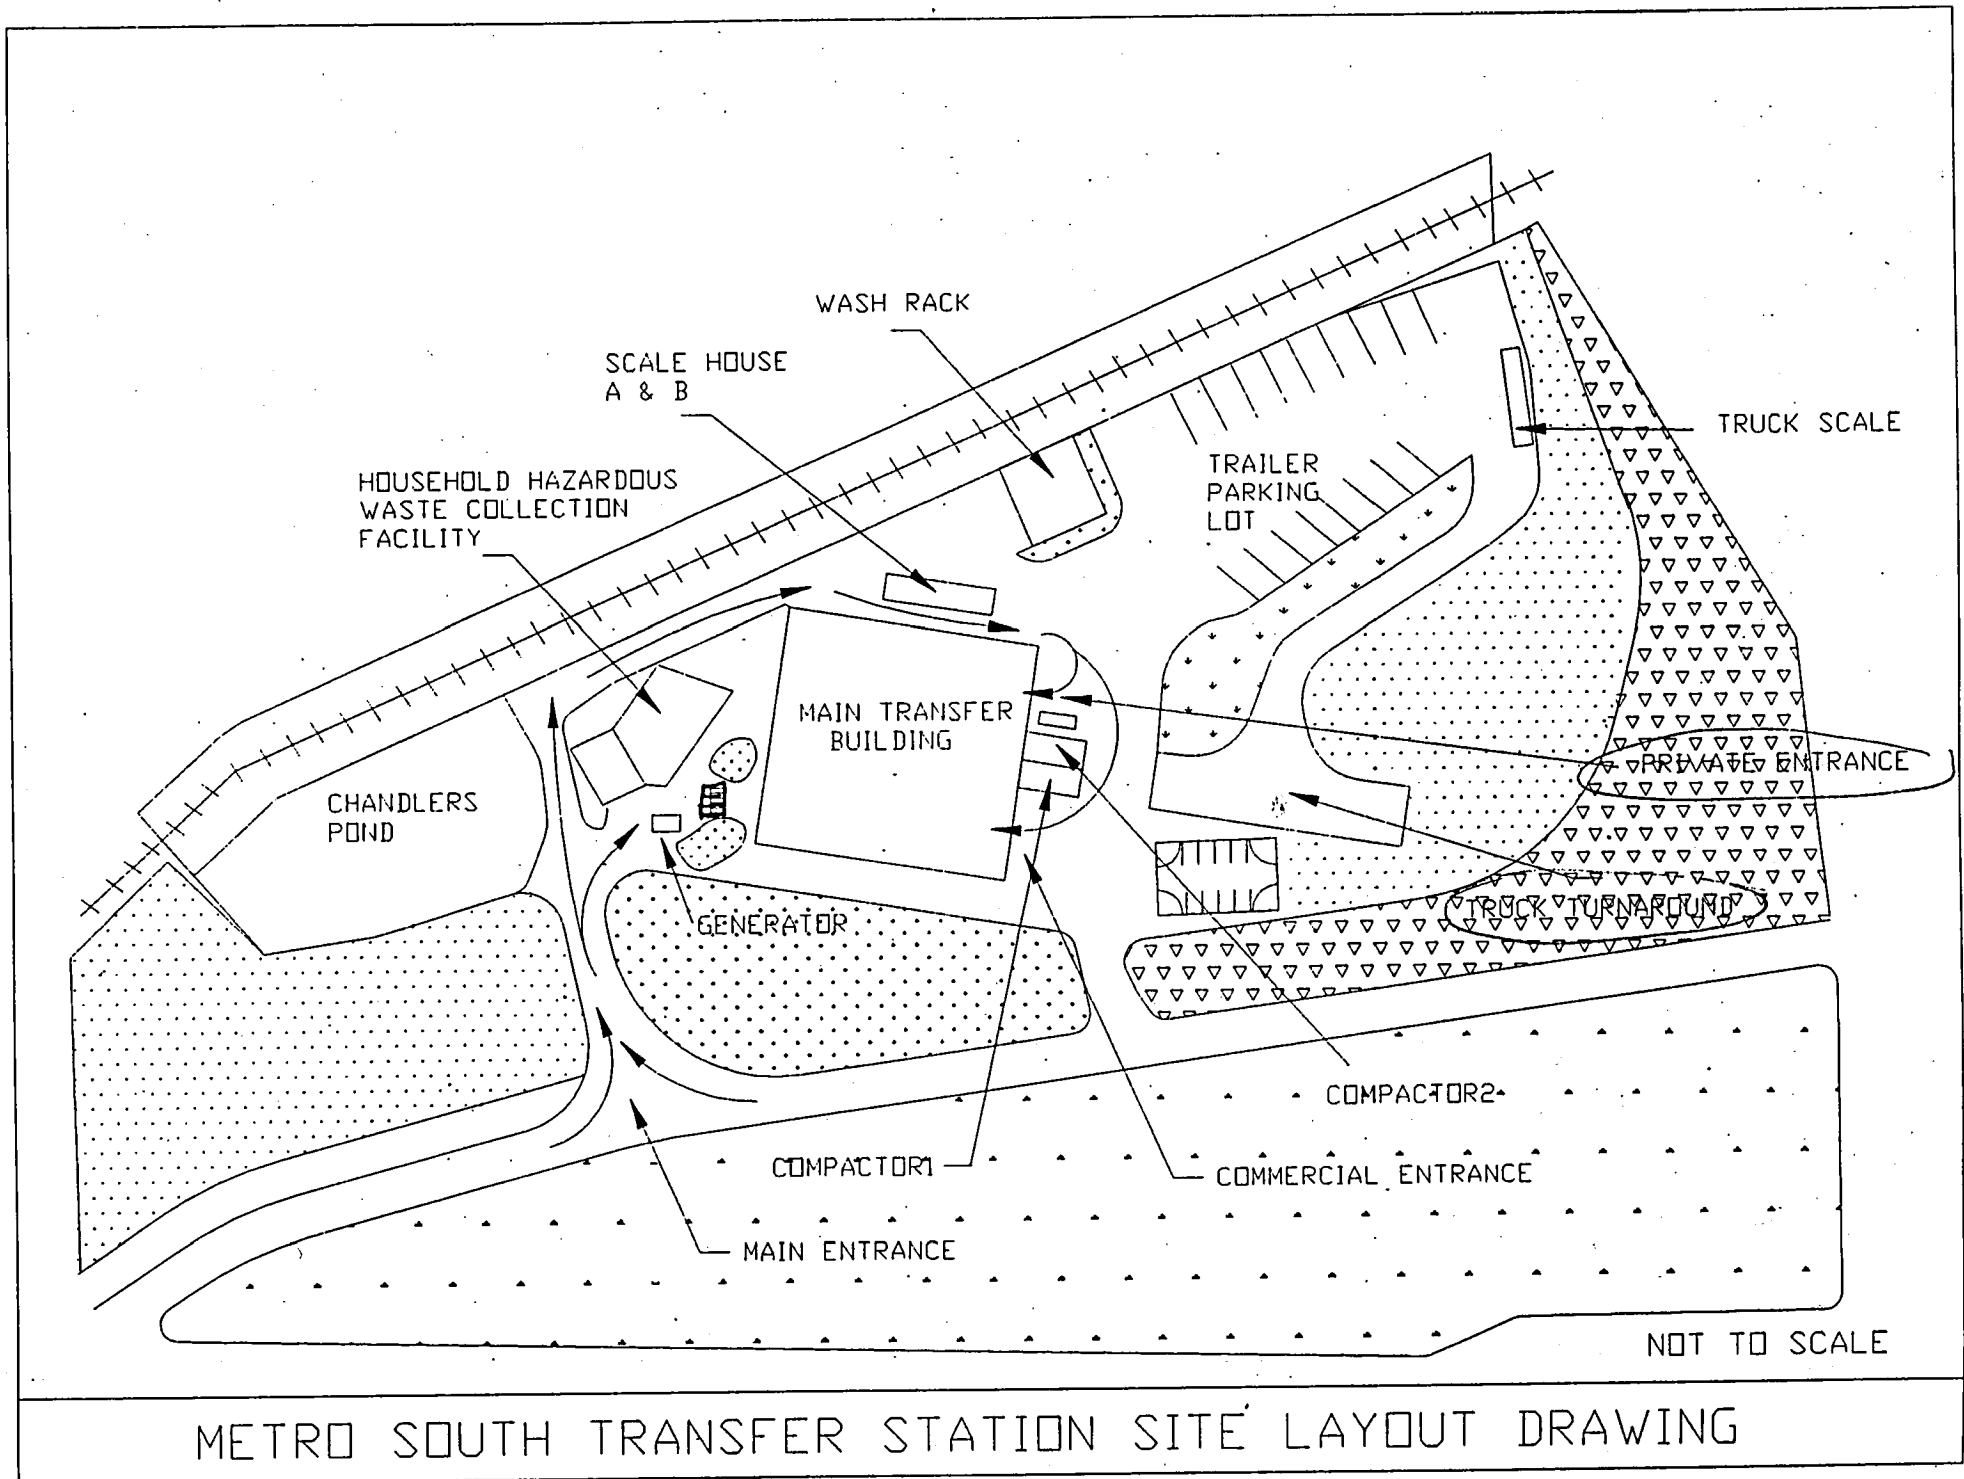 WASH RACK
SCALE HOUSE
A & B
HOUSEHOLD HAZARDOUS
WASTE COLLECTION
FACILITY
TRUCK SCALE
TRAILER
PARKING
LOT
MAIN TRANSFER
BUILDING
PRIVATE ENTRANCE
CHANDLERS
POND
TRUCK TURNAROUND
GENERATOR
COMPACTOR2
COMPACTOR1
COMMERCIAL ENTRANCE
MAIN ENTRANCE
NOT TO SCALE
METRO SOUTH TRANSFER STATION SITE LAYOUT DRAWING